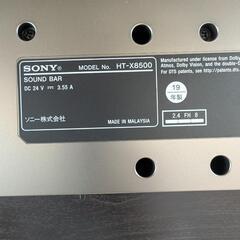 SONY
MODEL No. HT-X8500
SOUND BAR
DC 24 V ⎓ 3.55 A
ソニー株式会社
MADE IN MALAYSIA
Manufactured under license from Dolby
Atmos, Dolby Vision, and the double-
For DTS patents, see http://patents.dts.
19
年製
2.4 FH 8